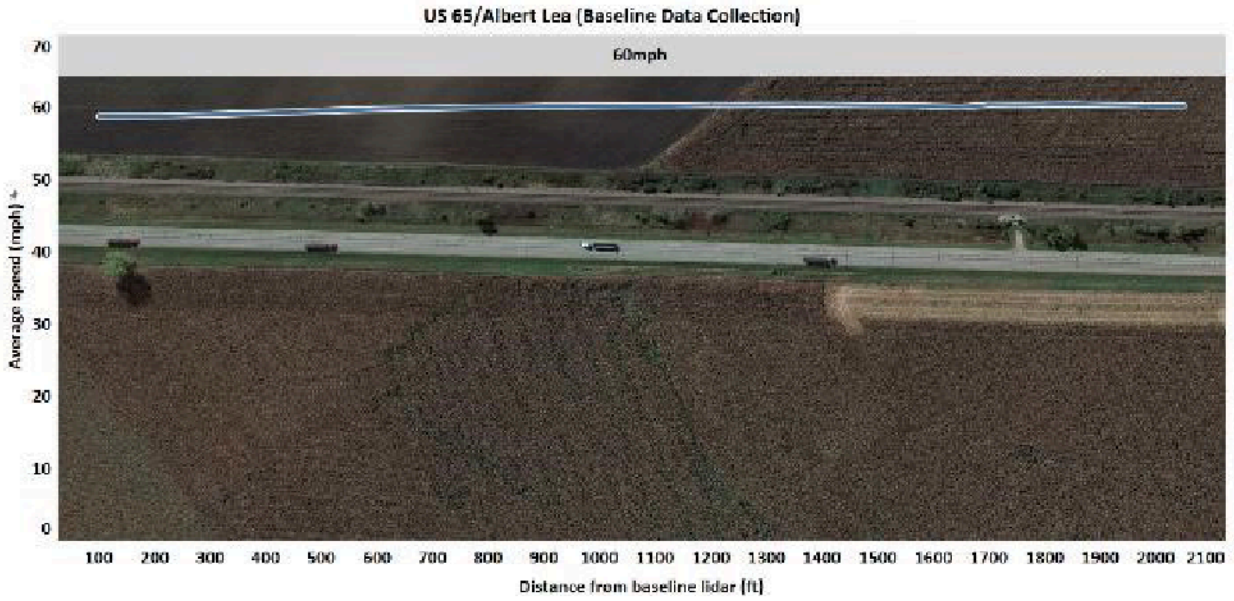 US 65/Albert Lea (Baseline Data Collection)
60mph
Average speed (mph)
70
60
50
40
30
20
10
0
100 200 300 400 500 600 700 800 900 1000 1100 1200 1300 1400 1500 1600 1700 1800 1900 2000 2100
Distance from baseline lidar (ft)